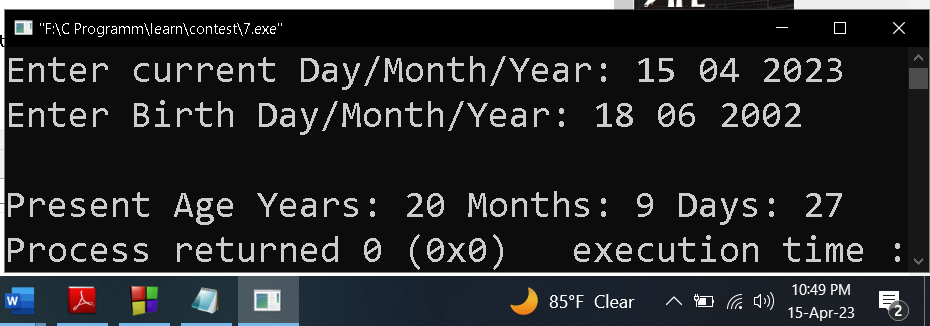 "F:\C Programm\learn\contest\7.exe"
Enter current Day/Month/Year: 15 04 2023
Enter Birth Day/Month/Year: 18 06 2002
Present Age Years: 20 Months: 9 Days: 27
Process returned 0 (0x0)   execution time :
85°F Clear
10:49 PM
15-Apr-23
2